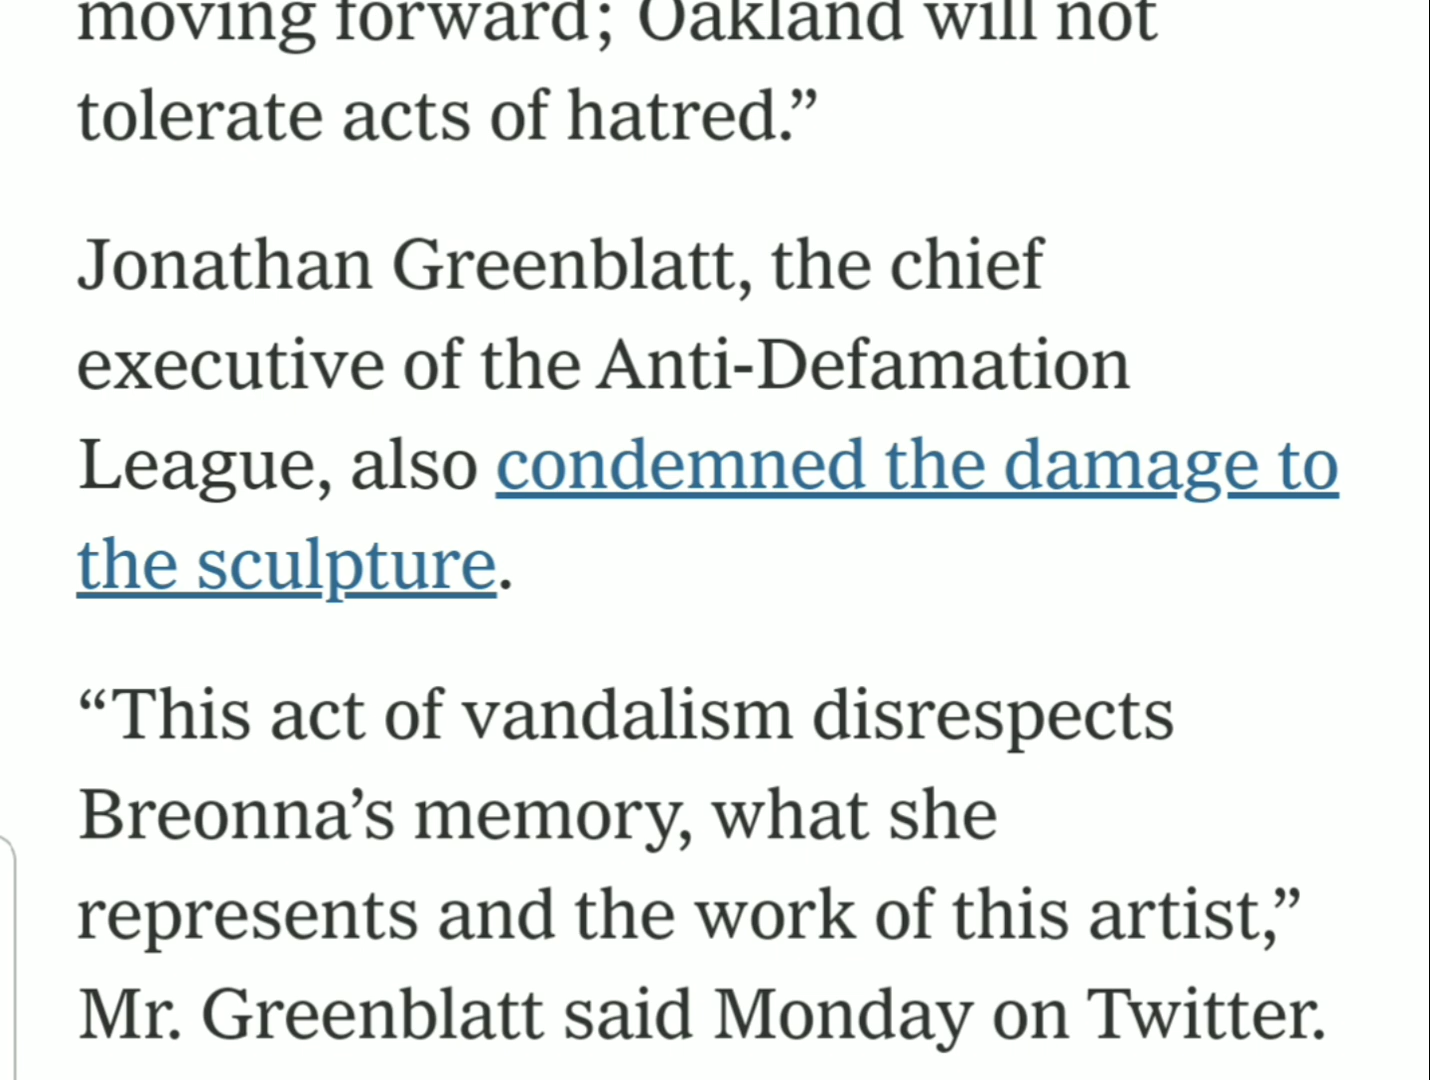 moving forward; Oakland will not
tolerate acts of hatred.”
Jonathan Greenblatt, the chief
executive of the Anti-Defamation
League, also condemned the damage to
the sculpture.
“This act of vandalism disrespects
Breonna’s memory, what she
represents and the work of this artist,”
Mr. Greenblatt said Monday on Twitter.